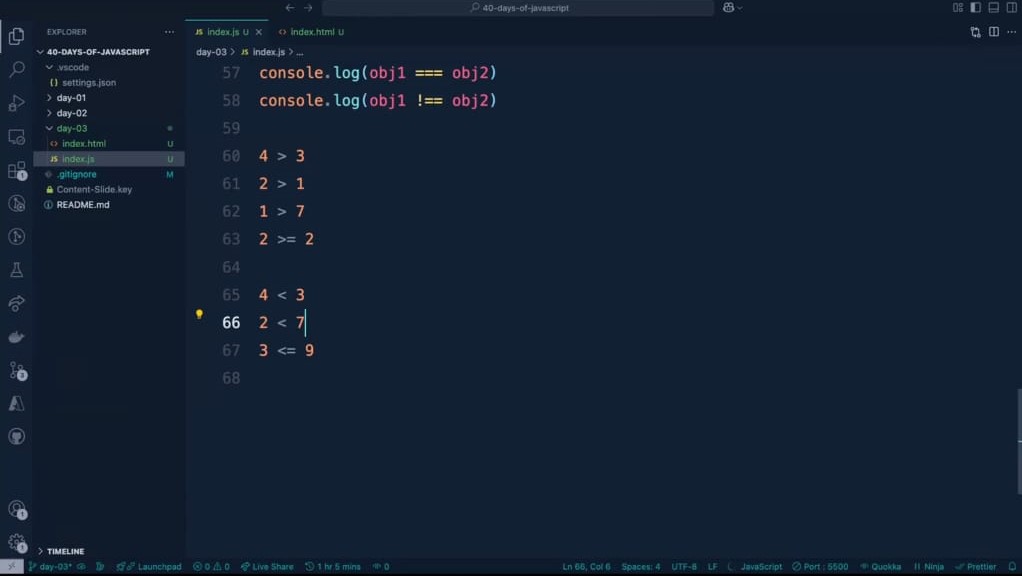 40-days-of-javascript
EXPLORER
JS index.js U
index.html U
40-DAYS-OF-JAVASCRIPT
day-03 > JS index.js > ...
.vscode
{} settings.json
day-01
day-02
day-03
<> index.html U
JS index.js U
.gitignore M
Content-Slide.key
README.md
57 console.log(obj1 === obj2)
58 console.log(obj1 !== obj2)
59
60 4 > 3
61 2 > 1
62 1 > 7
63 2 >= 2
64
65 4 < 3
66 2 < 7
67 3 <= 9
68
1
3
1
1
TIMELINE
day-03* Launchpad 0 0 Live Share 1 hr 5 mins 0 Ln 66, Col 6 Spaces: 4 UTF-8 LF JavaScript Port : 5500 Quokka Ninja Prettier